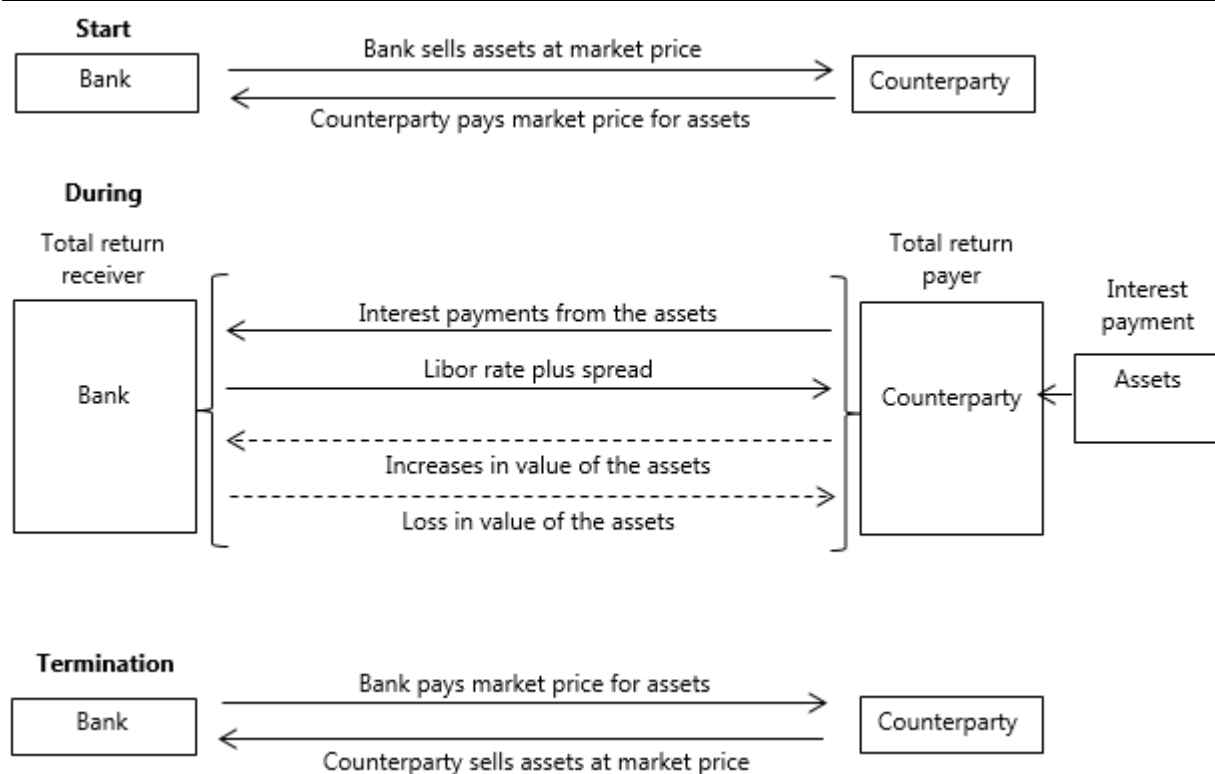 Start
Bank sells assets at market price
Bank
Counterparty
Counterparty pays market price for assets
During
Total return
receiver
Total return
payer
Interest
payment
Interest payments from the assets
Libor rate plus spread
Bank
Counterparty
Assets
Increases in value of the assets
Loss in value of the assets
Termination
Bank pays market price for assets
Bank
Counterparty
Counterparty sells assets at market price